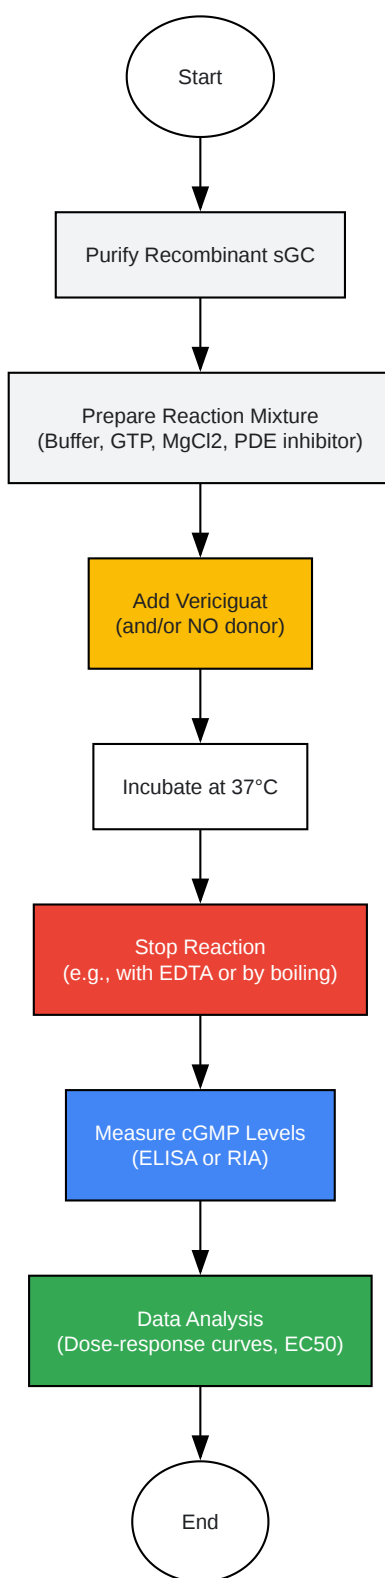 Start
Purify Recombinant sGC
Prepare Reaction Mixture
(Buffer, GTP, MgCl2, PDE inhibitor)
Add Vericiguat
(and/or NO donor)
Incubate at 37°C
Stop Reaction
(e.g., with EDTA or by boiling)
Measure cGMP Levels
(ELISA or RIA)
Data Analysis
(Dose-response curves, EC50)
End